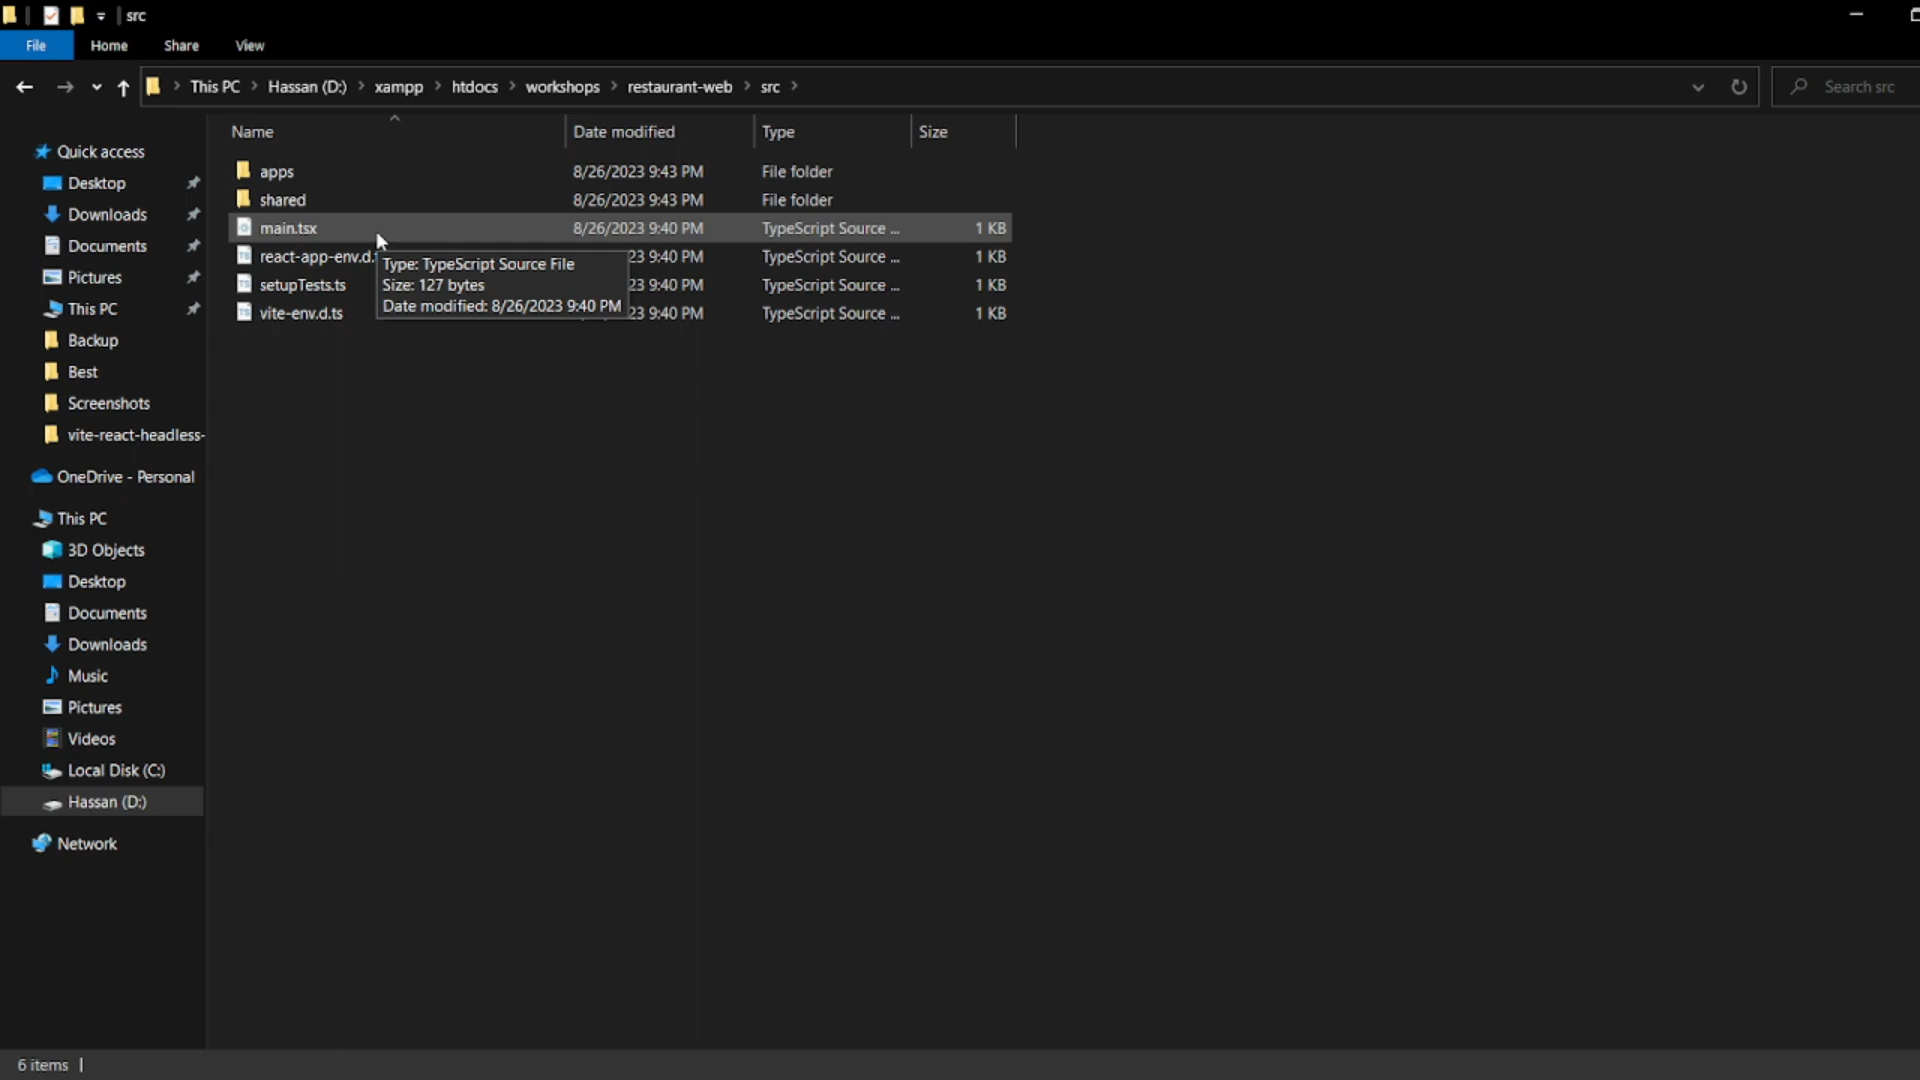 src
File Home Share View
This PC > Hassan (D:) > xampp > htdocs > workshops > restaurant-web > src >
Search src
Name Date modified Type Size
Quick access
Desktop
Downloads
Documents
Pictures
This PC
Backup
Best
Screenshots
vite-react-headless-
OneDrive - Personal
This PC
3D Objects
Desktop
Documents
Downloads
Music
Pictures
Videos
Local Disk (C:)
Hassan (D:)
Network
apps 8/26/2023 9:43 PM File folder
shared 8/26/2023 9:43 PM File folder
main.tsx 8/26/2023 9:40 PM TypeScript Source ... 1 KB
react-app-env.d. 23 9:40 PM TypeScript Source ... 1 KB
setupTests.ts 23 9:40 PM TypeScript Source ... 1 KB
vite-env.d.ts 23 9:40 PM TypeScript Source ... 1 KB
Type: TypeScript Source File
Size: 127 bytes
Date modified: 8/26/2023 9:40 PM
6 items